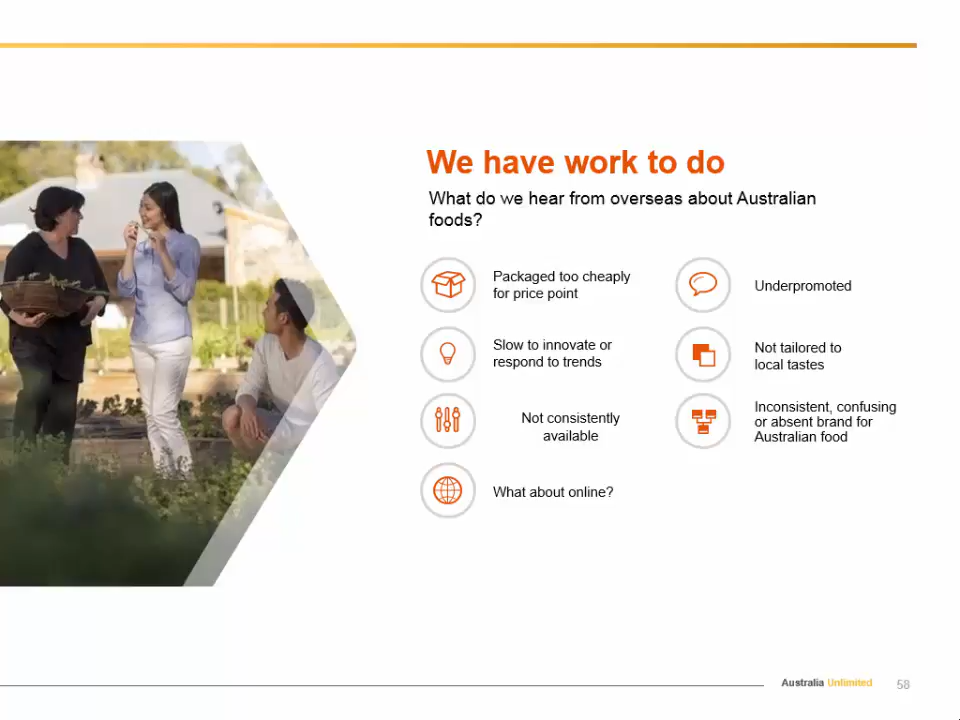 We have work to do
What do we hear from overseas about Australian
foods?
Packaged too cheaply
for price point
Underpromoted
Slow to innovate or
respond to trends
Not tailored to
local tastes
Not consistently
available
Inconsistent, confusing
or absent brand for
Australian food
What about online?
Australia Unlimited
58